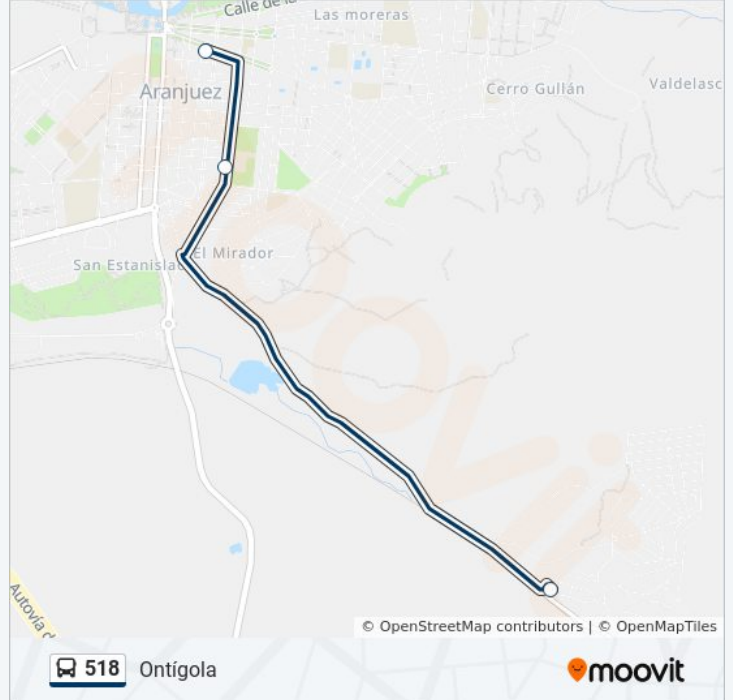 Calle de la
Las moreras
Aranjuez
Cerro Gullán
Valdelasc
El Mirador
San Estanislao
Autovía d
© OpenStreetMap contributors | © OpenMapTiles
518 Ontígola
moovit